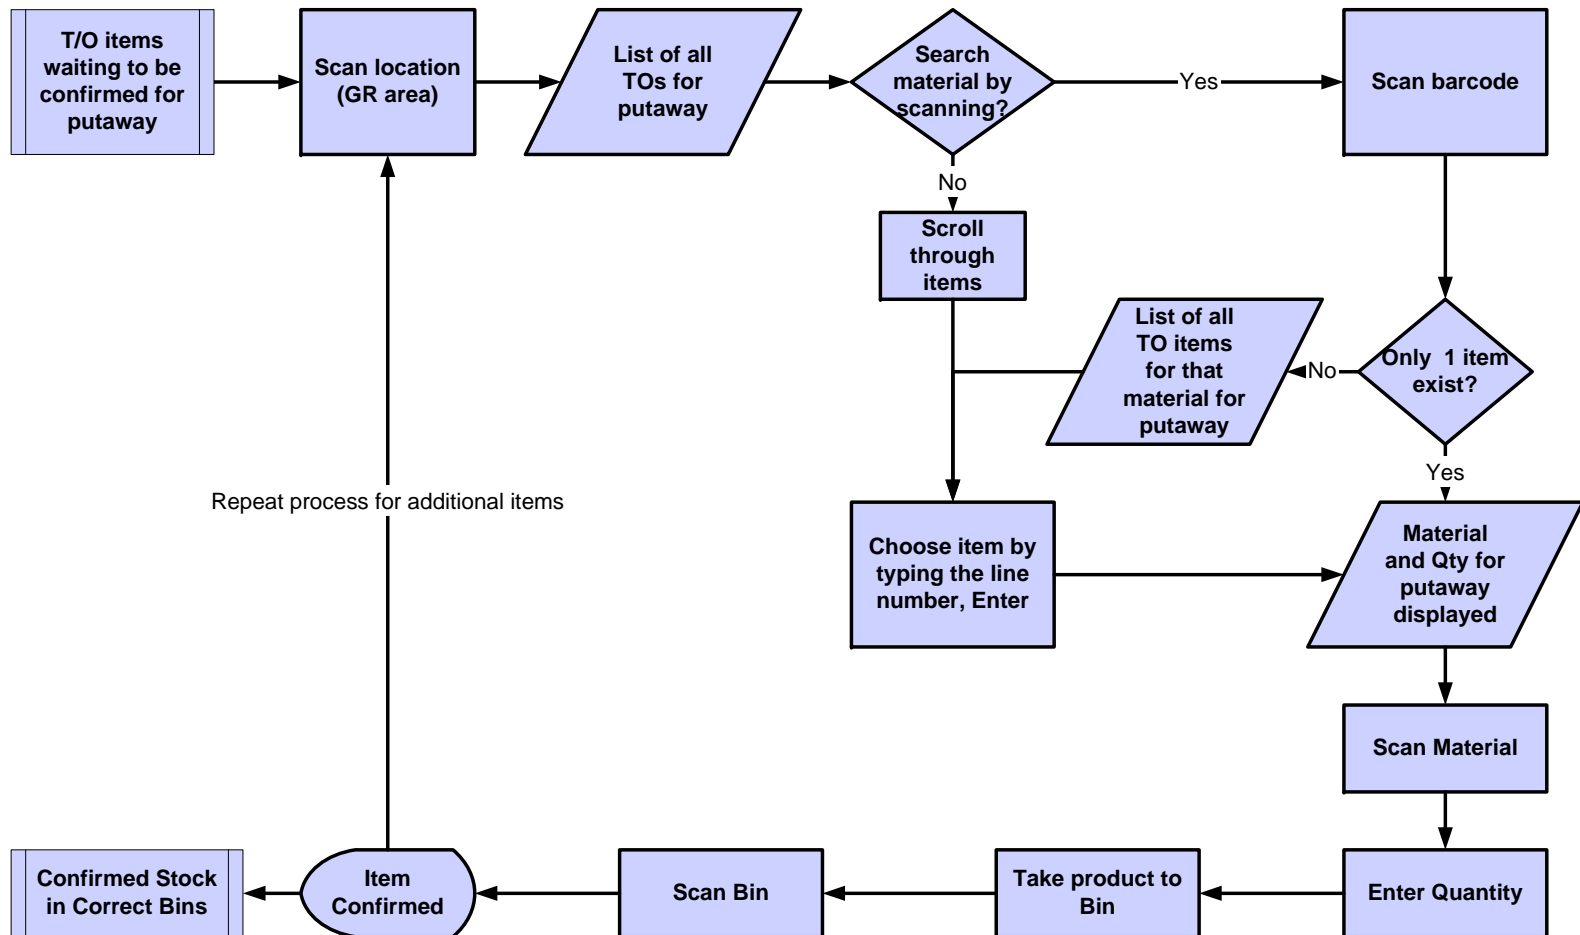 T/O items
waiting to be
confirmed for
putaway
Scan location
(GR area)
List of all
TOs for
putaway
Search
material by
scanning?
Yes
Scan barcode
No
Scroll
through
items
List of all
TO items
for that
material for
putaway
No
Only 1 item
exist?
Yes
Repeat process for additional items
Choose item by
typing the line
number, Enter
Material
and Qty for
putaway
displayed
Scan Material
Confirmed Stock
in Correct Bins
Item
Confirmed
Scan Bin
Take product to
Bin
Enter Quantity